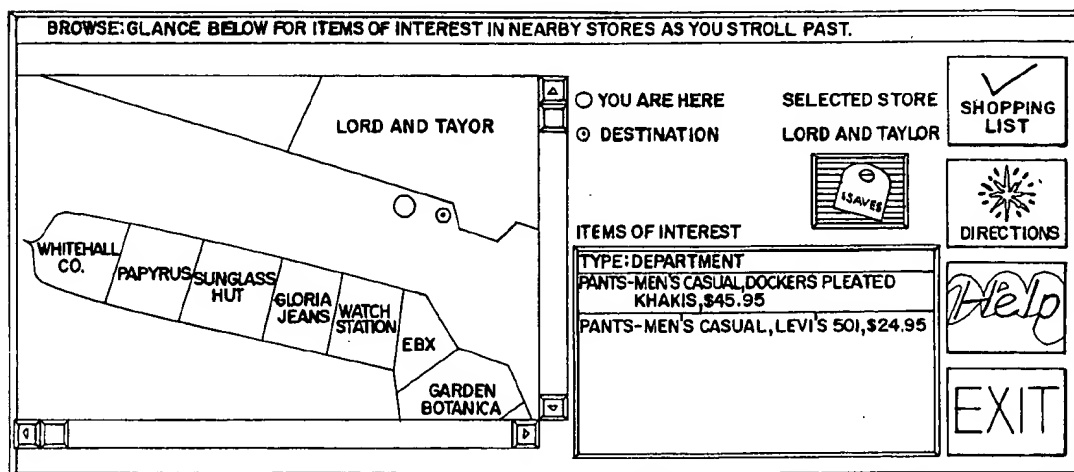 BROWSE:GLANCE BELOW FOR ITEMS OF INTEREST IN NEARBY STORES AS YOU STROLL PAST.
LORD AND TAYOR
WHITEHALL
CO.
PAPYRUS
SUNGLASS
HUT
GLORIA
JEANS
WATCH
STATION
EBX
GARDEN
BOTANICA
YOU ARE HERE
DESTINATION
SELECTED STORE
LORD AND TAYLOR
ITEMS OF INTEREST
TYPE:DEPARTMENT
PANTS-MEN'S CASUAL,DOCKERS PLEATED
KHAKIS,$45.95
PANTS-MEN'S CASUAL,LEVI'S 501,$24.95
SHOPPING
LIST
DIRECTIONS
Help
EXIT